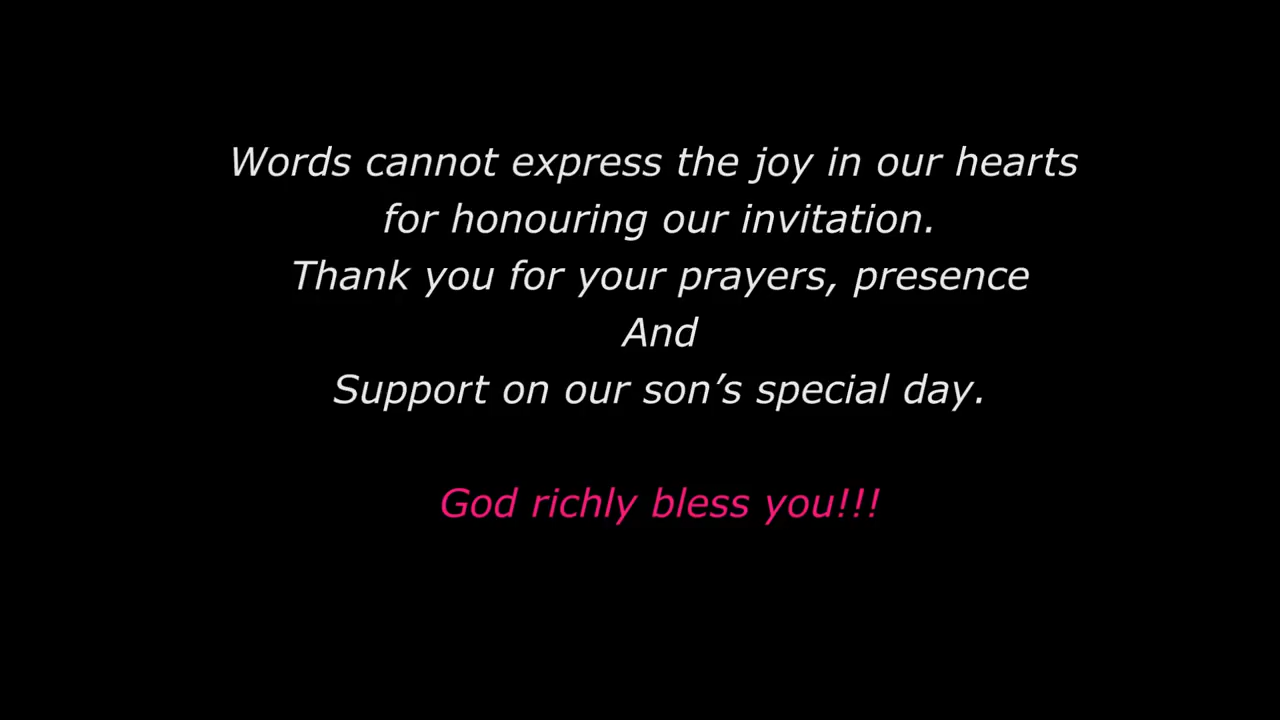 Words cannot express the joy in our hearts
for honouring our invitation.
Thank you for your prayers, presence
And
Support on our son’s special day.
God richly bless you!!!